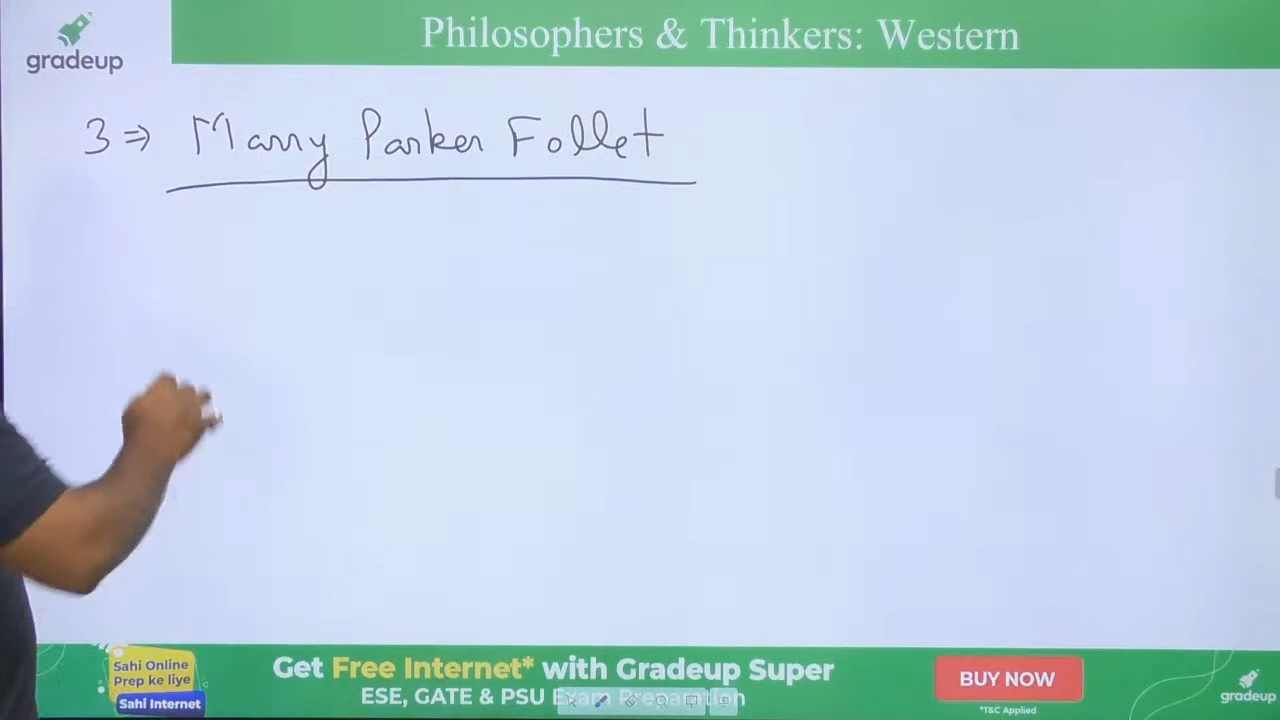 gradeup
Philosophers & Thinkers: Western
3 ⇒ Marry Parker Follet
Sahi Online
Prep ke liye
Sahi Internet
Get Free Internet* with Gradeup Super
ESE, GATE & PSU Exam Preparation
BUY NOW
*T&C Applied
gradeup